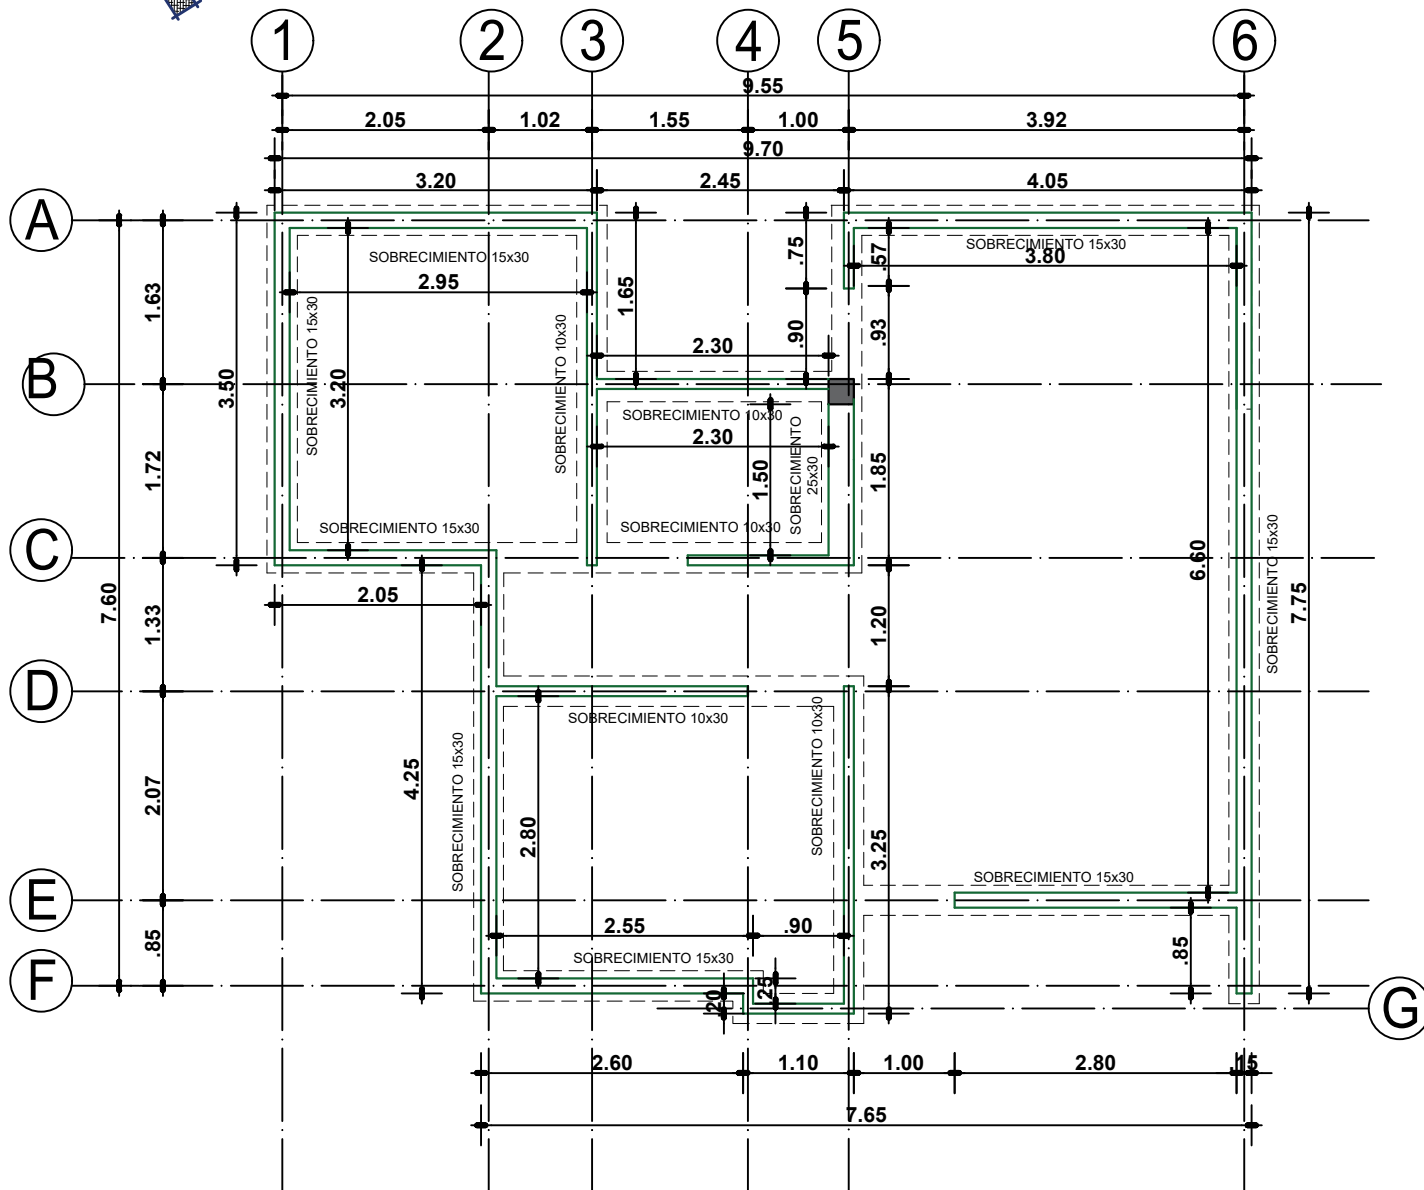 1 2 3 4 5 6
9.55
2.05 1.02 1.55 1.00 3.92
9.70
3.20 2.45 4.05
A
B
C
D
E
F
G
7.60
1.63
1.72
1.33
2.07
.85
3.50
SOBRECIMIENTO 15x30
2.95
SOBRECIMIENTO 15x30
3.20
SOBRECIMIENTO 10x30
SOBRECIMIENTO 15x30
1.65
.75
.90
.57
.93
SOBRECIMIENTO 15x30
3.80
2.30
SOBRECIMIENTO 10x30
2.30
1.50
SOBRECIMIENTO
25x30
SOBRECIMIENTO 10x30
1.85
6.60
SOBRECIMIENTO 15x30
7.75
2.05
1.20
4.25
SOBRECIMIENTO 15x30
SOBRECIMIENTO 10x30
2.80
SOBRECIMIENTO 10x30
3.25
SOBRECIMIENTO 15x30
2.55 .90
SOBRECIMIENTO 15x30
.85
.25
.20
2.60 1.10 1.00 2.80 .15
7.65